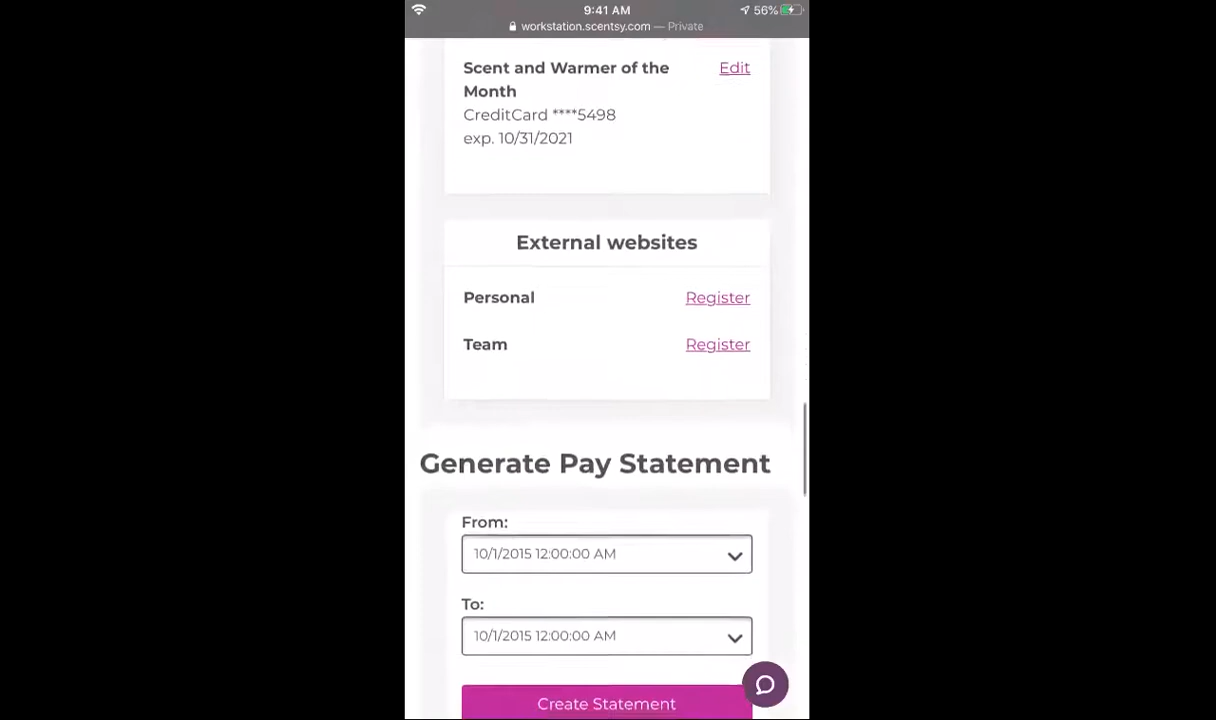 9:41 AM
56%
workstation.scentsy.com — Private
Scent and Warmer of the
Month
Edit
CreditCard ****5498
exp. 10/31/2021
External websites
Personal
Register
Team
Register
Generate Pay Statement
From:
10/1/2015 12:00:00 AM
To:
10/1/2015 12:00:00 AM
Create Statement